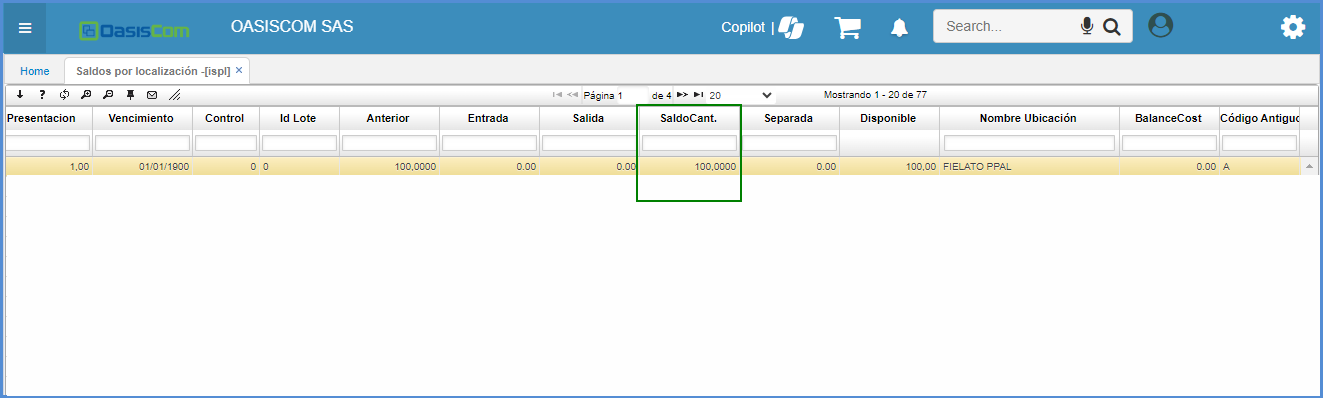 OasisCom
OASISCOM SAS
Copilot |
Search...
Home
Saldos por localización -[ispl] ×
Página 1 de 4 20 Mostrando 1 - 20 de 77
Presentacion Vencimiento Control Id Lote Anterior Entrada Salida SaldoCant. Separada Disponible Nombre Ubicación BalanceCost Código Antiguo
1,00 01/01/1900 0 0 100,0000 0.00 0.00 100,0000 0.00 100,00 FIELATO PPAL 0.00 A